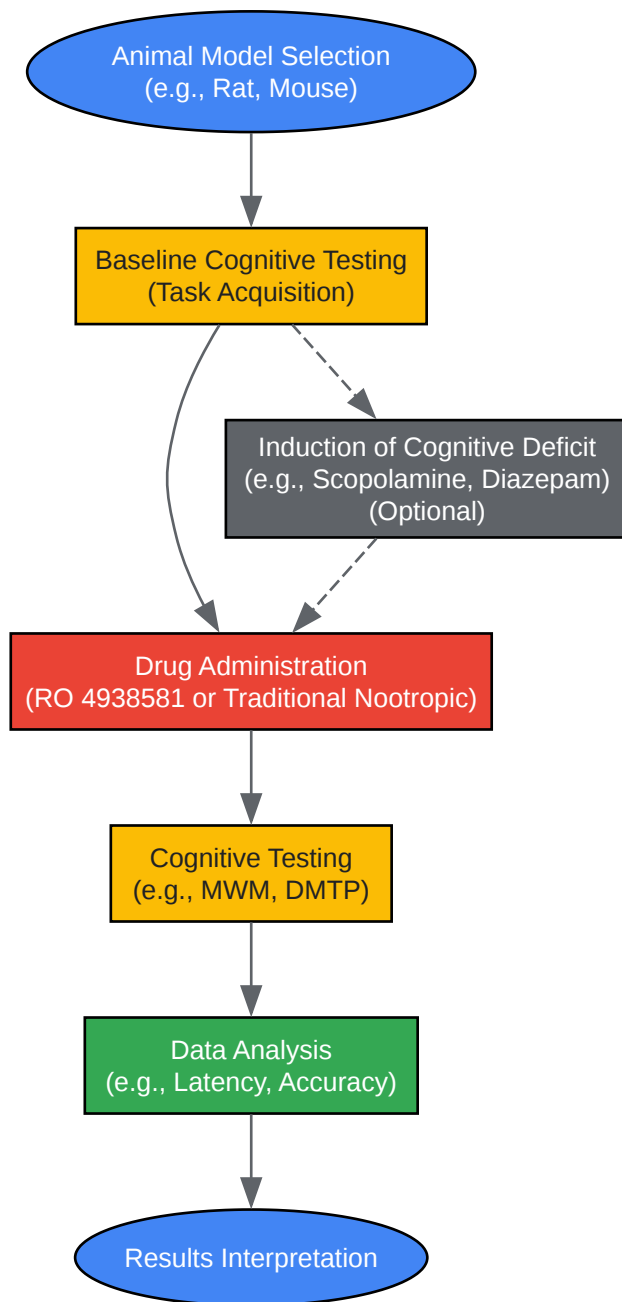 Animal Model Selection
(e.g., Rat, Mouse)
Baseline Cognitive Testing
(Task Acquisition)
Induction of Cognitive Deficit
(e.g., Scopolamine, Diazepam)
(Optional)
Drug Administration
(RO 4938581 or Traditional Nootropic)
Cognitive Testing
(e.g., MWM, DMTP)
Data Analysis
(e.g., Latency, Accuracy)
Results Interpretation